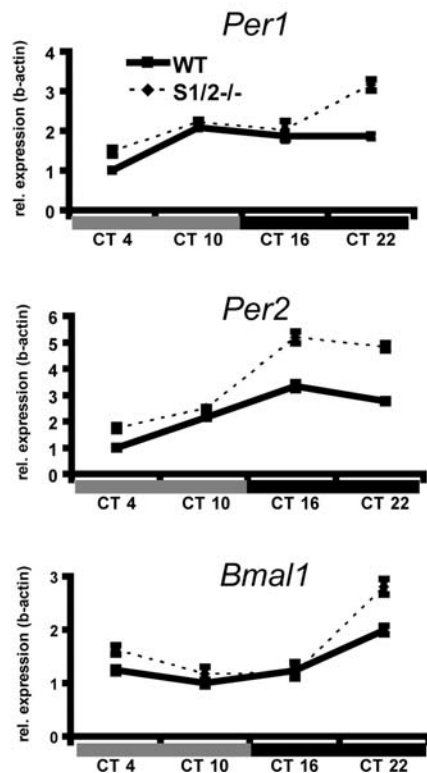 Per1
rel. expression (b-actin)
4
3
2
1
0
WT
S1/2-/-
CT 4 CT 10 CT 16 CT 22
Per2
rel. expression (b-actin)
6
5
4
3
2
1
0
CT 4 CT 10 CT 16 CT 22
Bmal1
rel. expression (b-actin)
3
2
1
0
CT 4 CT 10 CT 16 CT 22